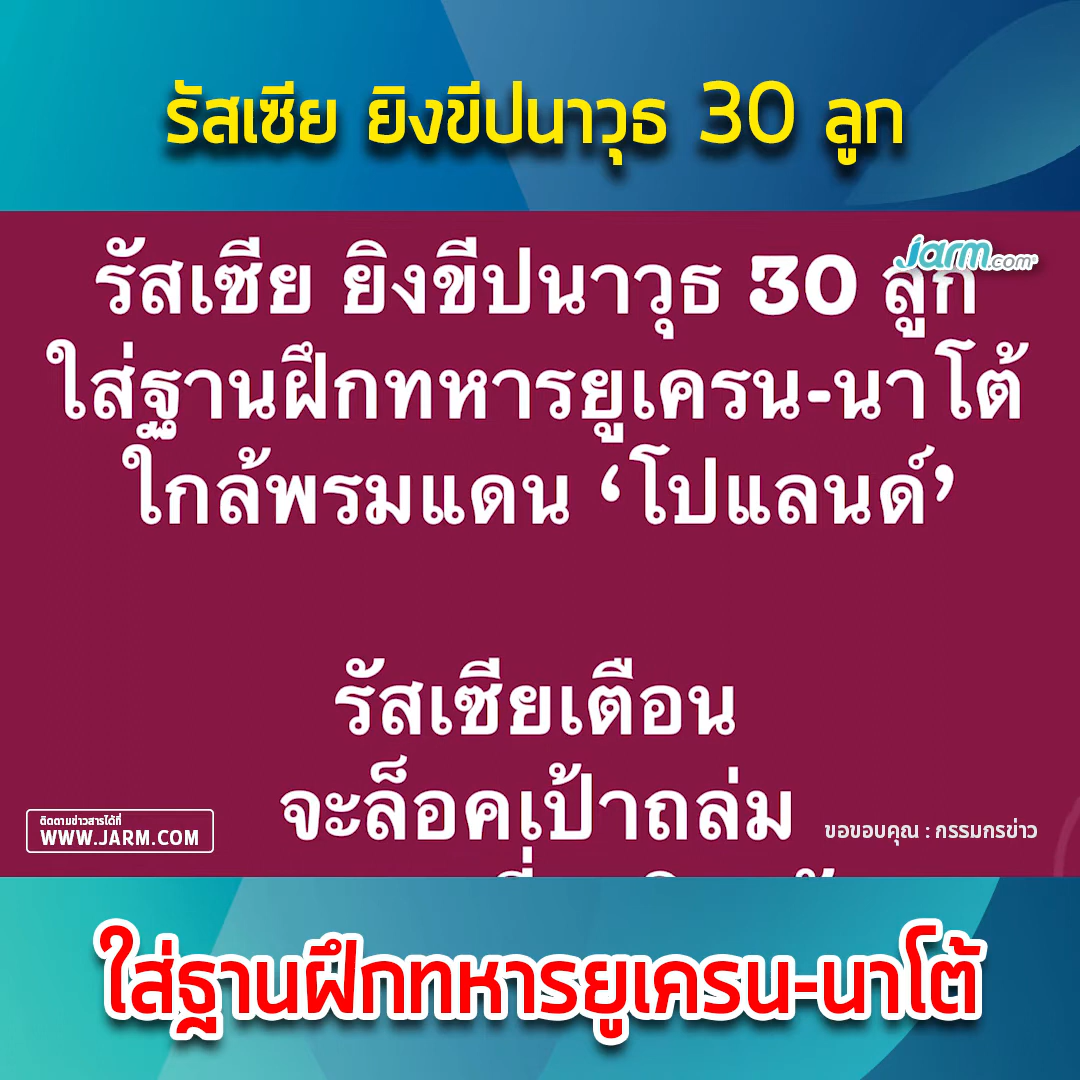 รัสเซีย ยิงขีปนาวุธ 30 ลูก
jarm.com
รัสเซีย ยิงขีปนาวุธ 30 ลูก
ใส่ฐานฝึกทหารยูเครน-นาโต้
ใกล้พรมแดน ‘โปแลนด์’
รัสเซียเตือน
จะล็อคเป้าถล่ม
ติดตามข่าวสารได้ที่
WWW.JARM.COM
ขอขอบคุณ : กรรมกรข่าว
ใส่ฐานฝึกทหารยูเครน-นาโต้